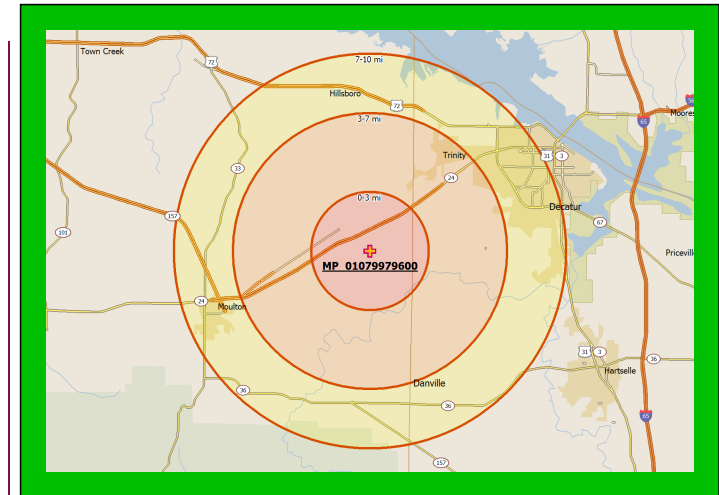 Town Creek
72
7-10 mi
Hillsboro
72
65
Moores
3-7 mi
Trinity
31
3
33
24
0-3 mi
157
Decatur
67
101
MP 01079979600
Priceville
24
Moulton
31
3
36
Hartselle
Danville
36
36
65
157